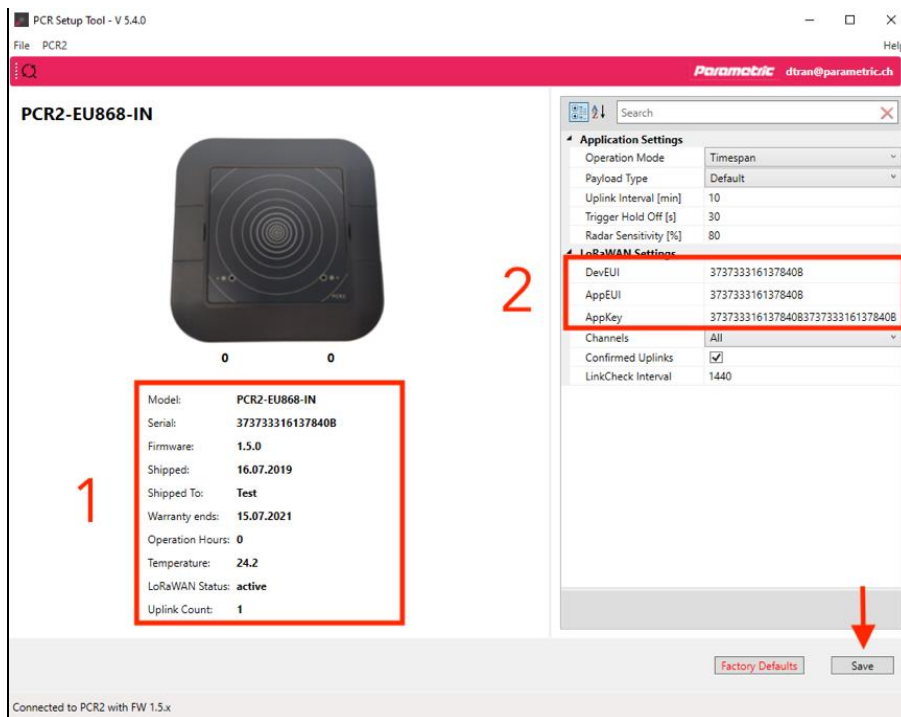 PCR Setup Tool - V 5.4.0
File PCR2 Help
Parametric dtran@parametric.ch
PCR2-EU868-IN
PCR2
0 0
1
Model: PCR2-EU868-IN
Serial: 373733316137840B
Firmware: 1.5.0
Shipped: 16.07.2019
Shipped To: Test
Warranty ends: 15.07.2021
Operation Hours: 0
Temperature: 24.2
LoRaWAN Status: active
Uplink Count: 1
Search
Application Settings
Operation Mode Timespan
Payload Type Default
Uplink Interval [min] 10
Trigger Hold Off [s] 30
Radar Sensitivity [%] 80
LoRaWAN Settings
2
DevEUI 373733316137840B
AppEUI 373733316137840B
AppKey 373733316137840B373733316137840B
Channels All
Confirmed Uplinks
LinkCheck Interval 1440
Factory Defaults Save
Connected to PCR2 with FW 1.5.x